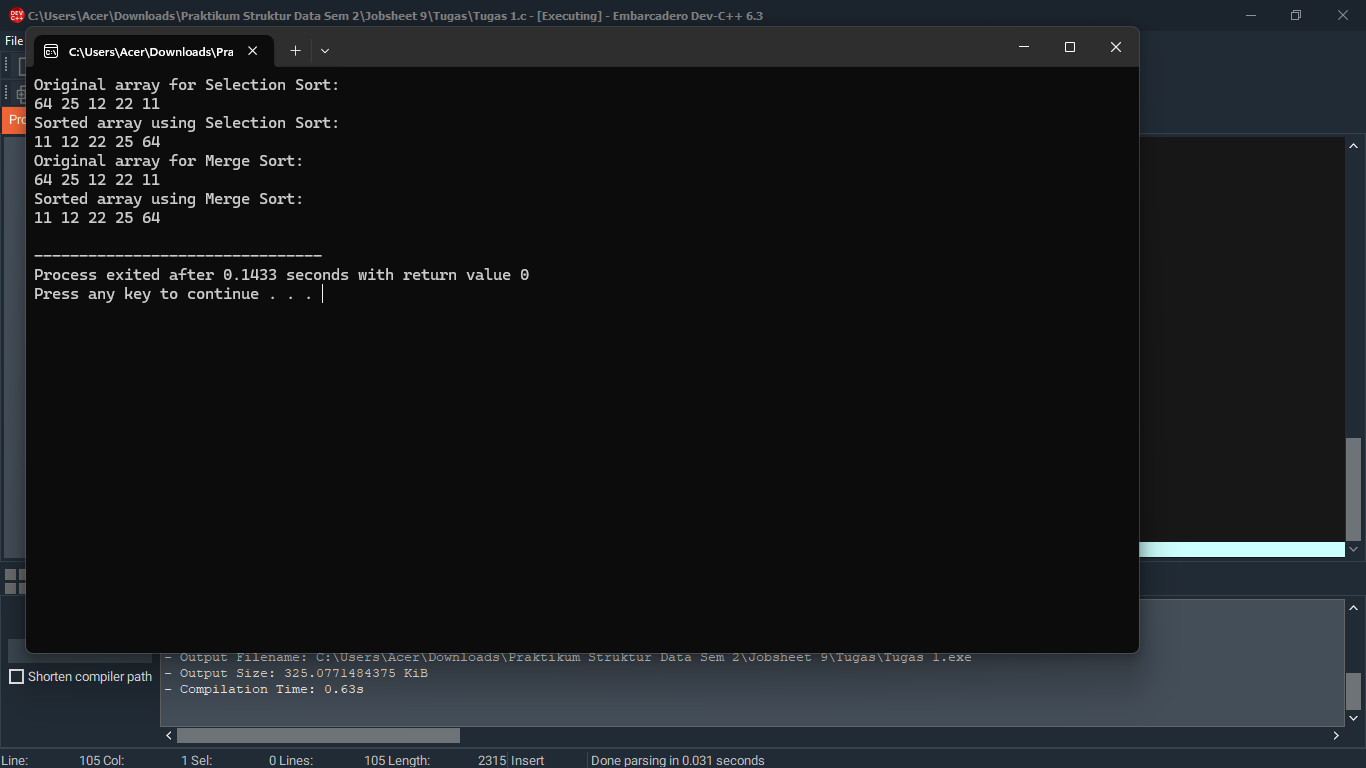 DEV C++ C:\Users\Acer\Downloads\Praktikum Struktur Data Sem 2\Jobsheet 9\Tugas\Tugas 1.c - [Executing] - Embarcadero Dev-C++ 6.3
File
C:\Users\Acer\Downloads\Pra
Original array for Selection Sort:
64 25 12 22 11
Sorted array using Selection Sort:
11 12 22 25 64
Original array for Merge Sort:
64 25 12 22 11
Sorted array using Merge Sort:
11 12 22 25 64
--------------------------------
Process exited after 0.1433 seconds with return value 0
Press any key to continue . . .
- Output Filename: C:\Users\Acer\Downloads\Praktikum Struktur Data Sem 2\Jobsheet 9\Tugas\Tugas 1.exe
- Output Size: 325.0771484375 KiB
- Compilation Time: 0.63s
Shorten compiler path
Line: 105 Col: 1 Sel: 0 Lines: 105 Length: 2315 Insert Done parsing in 0.031 seconds